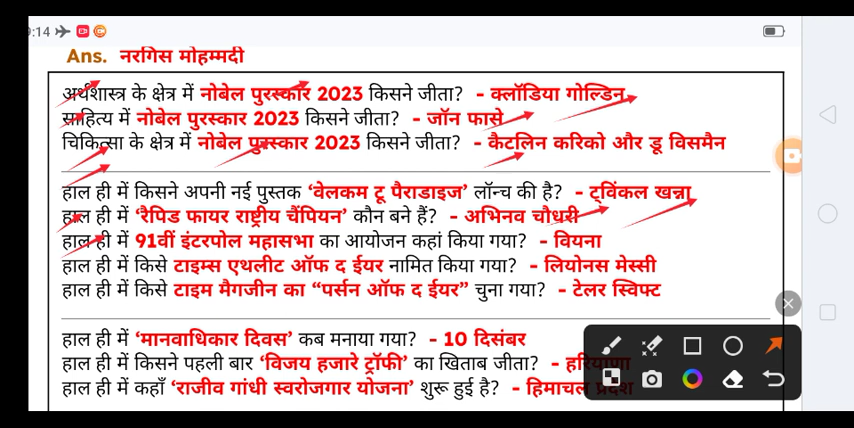 9:14
Ans. नरगिस मोहम्मदी
अर्थशास्त्र के क्षेत्र में नोबेल पुरस्कार 2023 किसने जीता? - क्लॉडिया गोल्डिन
साहित्य में नोबेल पुरस्कार 2023 किसने जीता? - जॉन फासे
चिकित्सा के क्षेत्र में नोबेल पुरस्कार 2023 किसने जीता? - कैटलिन करिको और डू विसमैन
हाल ही में किसने अपनी नई पुस्तक ‘वेलकम टू पैराडाइज’ लॉन्च की है? - ट्विंकल खन्ना
हाल ही में ‘रैपिड फायर राष्ट्रीय चैंपियन’ कौन बने हैं? - अभिनव चौधरी
हाल ही में 91वीं इंटरपोल महासभा का आयोजन कहां किया गया? - वियना
हाल ही में किसे टाइम्स एथलीट ऑफ द ईयर नामित किया गया? - लियोनस मेस्सी
हाल ही में किसे टाइम मैगजीन का “पर्सन ऑफ द ईयर” चुना गया? - टेलर स्विफ्ट
हाल ही में ‘मानवाधिकार दिवस’ कब मनाया गया? - 10 दिसंबर
हाल ही में किसने पहली बार ‘विजय हजारे ट्रॉफी’ का खिताब जीता? - हरियाणा
हाल ही में कहाँ ‘राजीव गांधी स्वरोजगार योजना’ शुरू हुई है? - हिमाचल प्रदेश